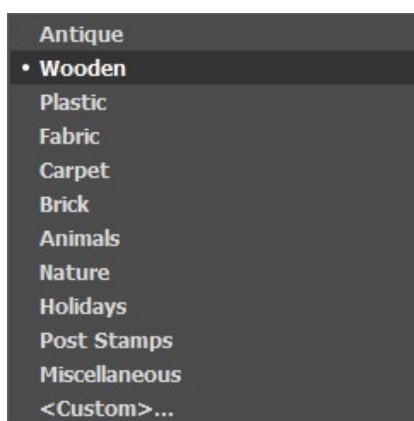 Antique
• Wooden
Plastic
Fabric
Carpet
Brick
Animals
Nature
Holidays
Post Stamps
Miscellaneous
<Custom>...